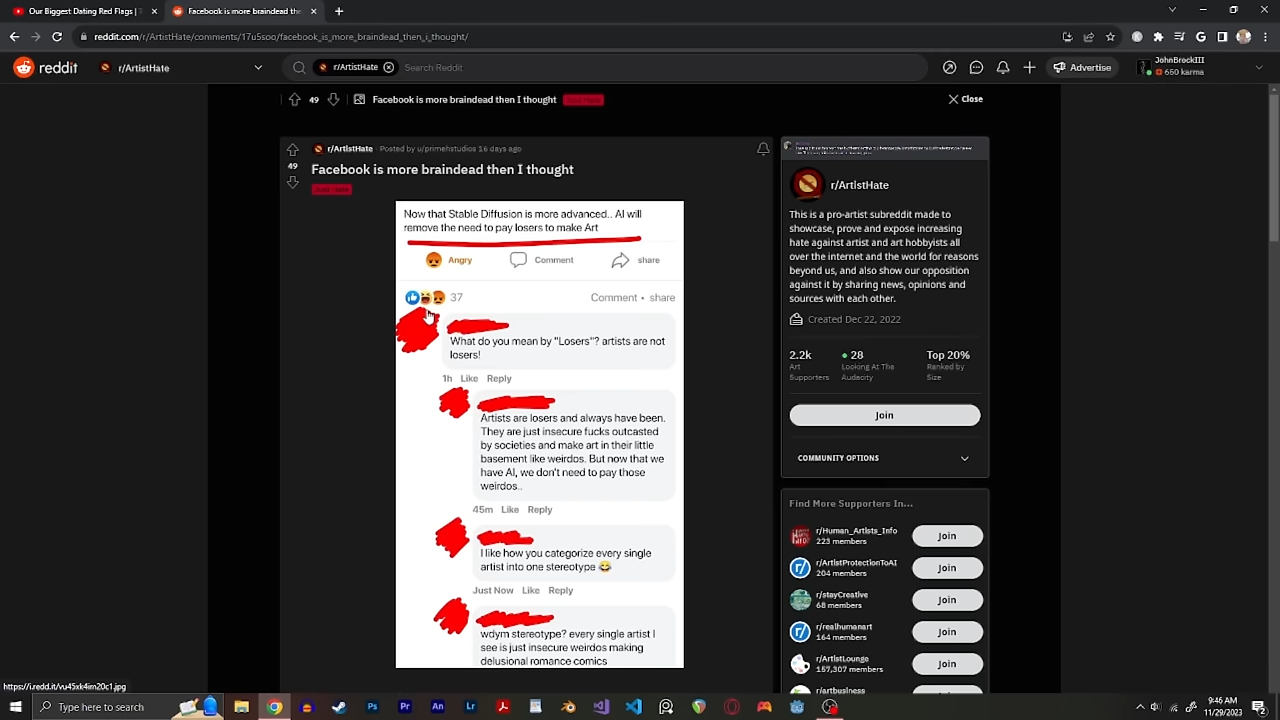 Our Biggest Dating Red Flags |
Facebook is more braindead the
reddit.com/r/ArtistHate/comments/17u5soo/facebook_is_more_braindead_then_i_thought/
reddit
r/ArtistHate
r/ArtistHate
Search Reddit
Advertise
JohnBrockIII
650 karma
49
Facebook is more braindead then I thought
Just Hate
Close
49
r/ArtistHate · Posted by u/primehstudios 16 days ago
Facebook is more braindead then I thought
Just Hate
Now that Stable Diffusion is more advanced.. AI will
remove the need to pay losers to make Art
Angry
Comment
share
37
Comment • share
What do you mean by "Losers"? artists are not
losers!
1h Like Reply
Artists are losers and always have been.
They are just insecure fucks outcasted
by societies and make art in their little
basement like weirdos. But now that we
have AI, we don't need to pay those
weirdos..
45m Like Reply
I like how you categorize every single
artist into one stereotype 😂
Just Now Like Reply
wdym stereotype? every single artist I
see is just insecure weirdos making
delusional romance comics
r/ArtistHate
This is a pro-artist subreddit made to
showcase, prove and expose increasing
hate against artist and art hobbyists all
over the internet and the world for reasons
beyond us, and also show our opposition
against it by sharing news, opinions and
sources with each other.
Created Dec 22, 2022
2.2k
Art
Supporters
28
Looking At The
Audacity
Top 20%
Ranked by
Size
Join
COMMUNITY OPTIONS
Find More Supporters In...
r/Human_Artists_Info
223 members
Join
r/ArtistProtectionToAI
204 members
Join
r/stayCreative
68 members
Join
r/realhumanart
164 members
Join
r/ArtistLounge
157,307 members
Join
r/artbusiness
https://i.redd.it/vu45xk4im20c1.jpg
Type here to search
9:46 AM
11/29/2023